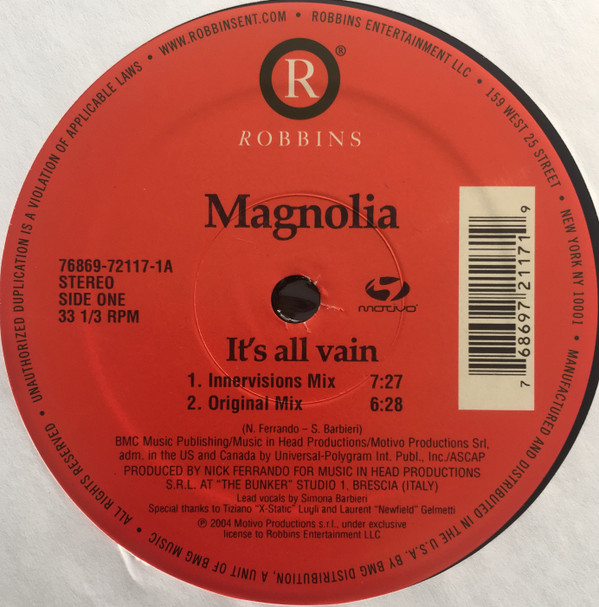 WWW.ROBBINSENT.COM • ROBBINS ENTERTAINMENT LLC • 159 WEST 25 STREET • NEW YORK NY 10001 • MANUFACTURED AND DISTRIBUTED IN THE U.S.A. BY BMG DISTRIBUTION, A UNIT OF BMG MUSIC • ALL RIGHTS RESERVED • UNAUTHORIZED DUPLICATION IS A VIOLATION OF APPLICABLE LAWS •
R®
ROBBINS
Magnolia
76869-72117-1A
STEREO
SIDE ONE
33 1/3 RPM
motivo
7 68697 21171 9
It's all vain
1. Innervisions Mix 7:27
2. Original Mix 6:28
(N. Ferrando – S. Barbieri)
BMC Music Publishing/Music in Head Productions/Motivo Productions Srl,
adm. in the US and Canada by Universal-Polygram Int. Publ., Inc./ASCAP
PRODUCED BY NICK FERRANDO FOR MUSIC IN HEAD PRODUCTIONS
S.R.L. AT "THE BUNKER" STUDIO 1, BRESCIA (ITALY)
Lead vocals by Simona Barbieri
Special thanks to Tiziano "X-Static" Luyli and Laurent "Newfield" Gelmetti
℗ 2004 Motivo Productions s.r.l., under exclusive
license to Robbins Entertainment LLC